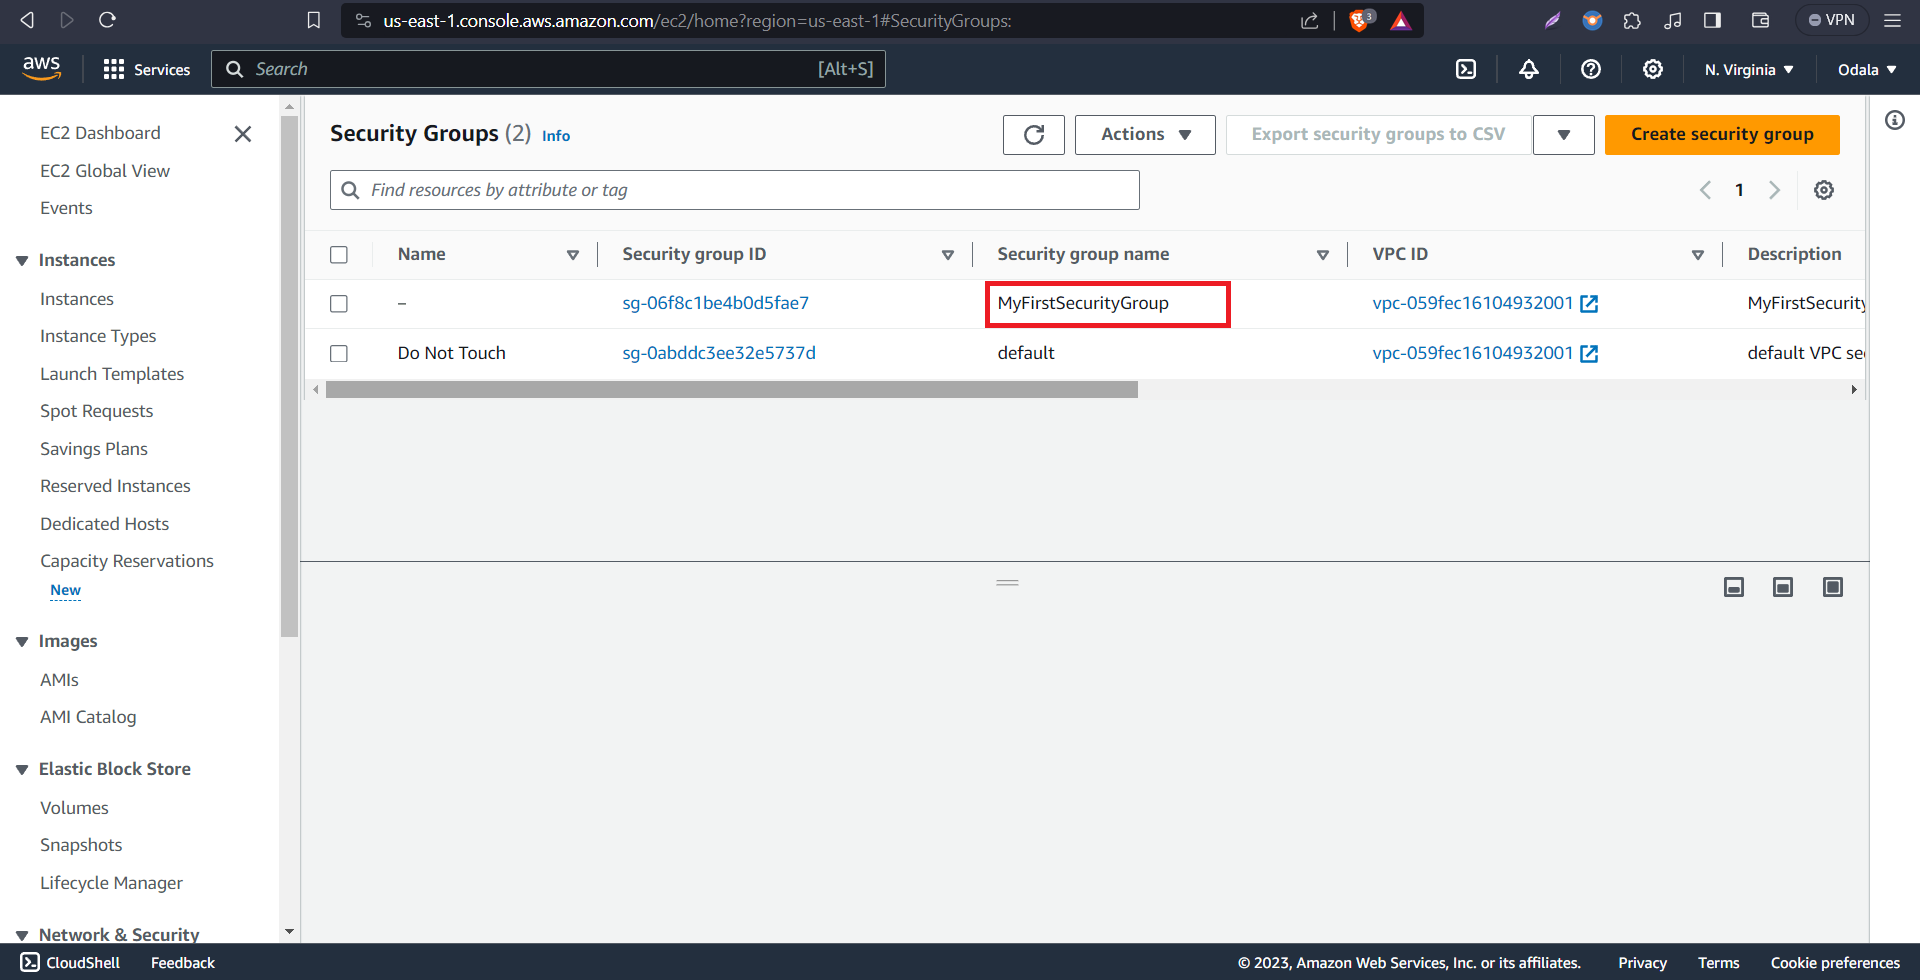 us-east-1.console.aws.amazon.com/ec2/home?region=us-east-1#SecurityGroups:
3
VPN
aws
Services
Search
[Alt+S]
N. Virginia
Odala
EC2 Dashboard
EC2 Global View
Events
Instances
Instances
Instance Types
Launch Templates
Spot Requests
Savings Plans
Reserved Instances
Dedicated Hosts
Capacity Reservations
New
Images
AMIs
AMI Catalog
Elastic Block Store
Volumes
Snapshots
Lifecycle Manager
Network & Security
Security Groups (2) Info
Actions
Export security groups to CSV
Create security group
Find resources by attribute or tag
1
Name Security group ID Security group name VPC ID Description
– sg-06f8c1be4b0d5fae7 MyFirstSecurityGroup vpc-059fec16104932001 MyFirstSecurity
Do Not Touch sg-0abddc3ee32e5737d default vpc-059fec16104932001 default VPC se
CloudShell Feedback © 2023, Amazon Web Services, Inc. or its affiliates. Privacy Terms Cookie preferences